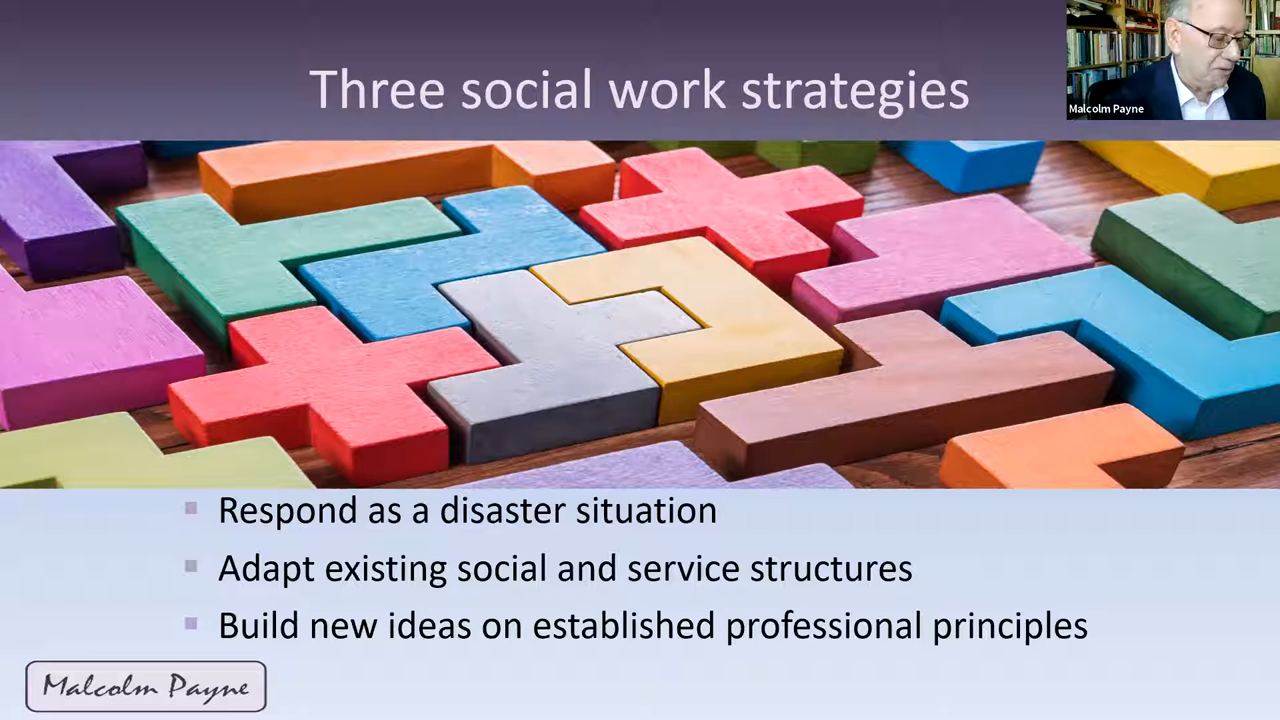 Three social work strategies
Malcolm Payne
Respond as a disaster situation
Adapt existing social and service structures
Build new ideas on established professional principles
Malcolm Payne